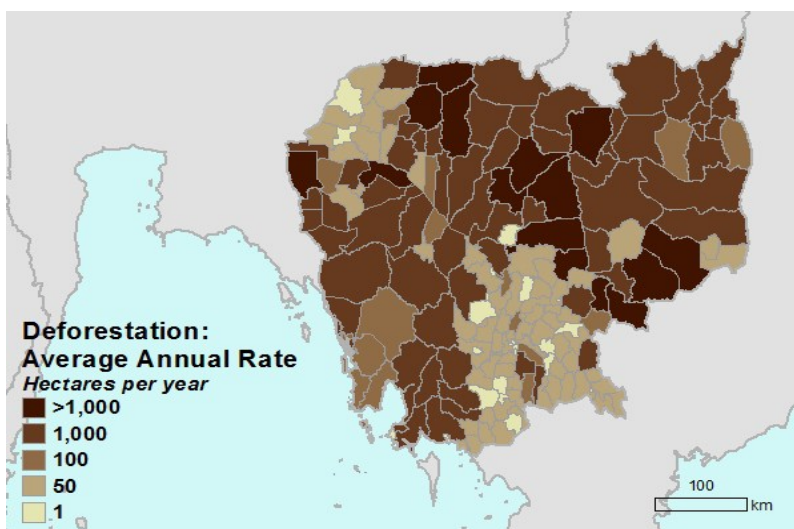 Deforestation:
Average Annual Rate
Hectares per year
>1,000
1,000
100
50
1
100
km